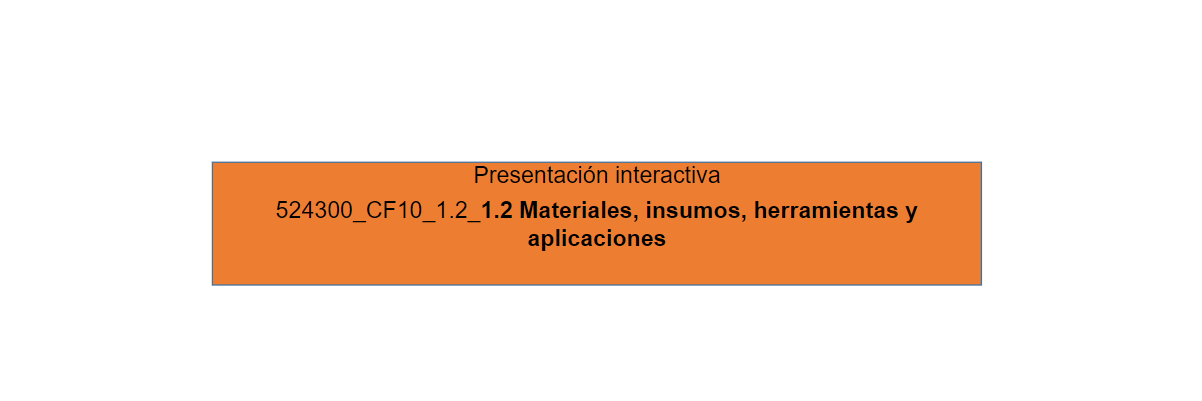 Presentación interactiva
524300_CF10_1.2_1.2 Materiales, insumos, herramientas y
aplicaciones